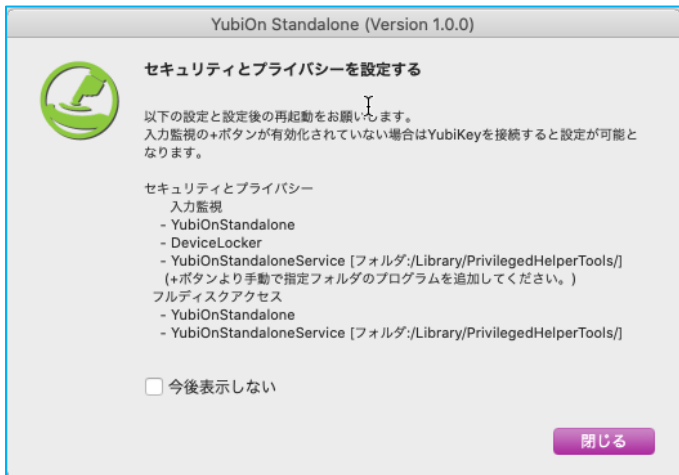 YubiOn Standalone (Version 1.0.0)
セキュリティとプライバシーを設定する
以下の設定と設定後の再起動をお願いします。
入力監視の+ボタンが有効化されていない場合はYubiKeyを接続すると設定が可能と
なります。
セキュリティとプライバシー
入力監視
- YubiOnStandalone
- DeviceLocker
- YubiOnStandaloneService [フォルダ:/Library/PrivilegedHelperTools/]
(+ボタンより手動で指定フォルダのプログラムを追加してください。)
フルディスクアクセス
- YubiOnStandalone
- YubiOnStandaloneService [フォルダ:/Library/PrivilegedHelperTools/]
今後表示しない
閉じる